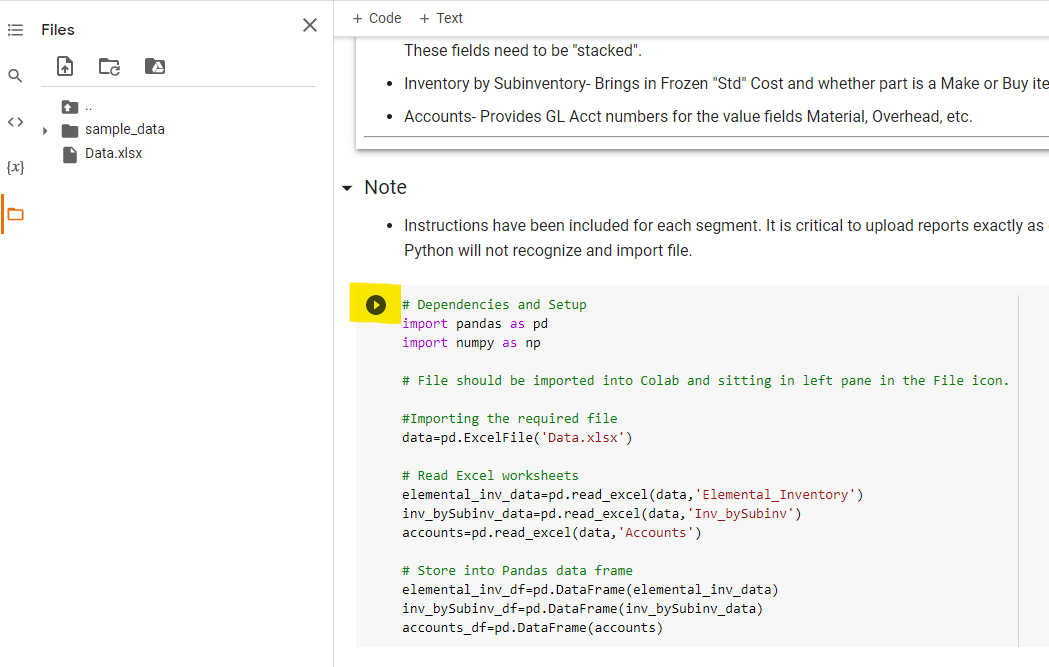 Files
+ Code + Text
..
sample_data
Data.xlsx
{x}
These fields need to be "stacked".
Inventory by Subinventory- Brings in Frozen "Std" Cost and whether part is a Make or Buy ite
Accounts- Provides GL Acct numbers for the value fields Material, Overhead, etc.
Note
Instructions have been included for each segment. It is critical to upload reports exactly as
Python will not recognize and import file.
# Dependencies and Setup
import pandas as pd
import numpy as np
# File should be imported into Colab and sitting in left pane in the File icon.
#Importing the required file
data=pd.ExcelFile('Data.xlsx')
# Read Excel worksheets
elemental_inv_data=pd.read_excel(data,'Elemental_Inventory')
inv_bySubinv_data=pd.read_excel(data,'Inv_bySubinv')
accounts=pd.read_excel(data,'Accounts')
# Store into Pandas data frame
elemental_inv_df=pd.DataFrame(elemental_inv_data)
inv_bySubinv_df=pd.DataFrame(inv_bySubinv_data)
accounts_df=pd.DataFrame(accounts)